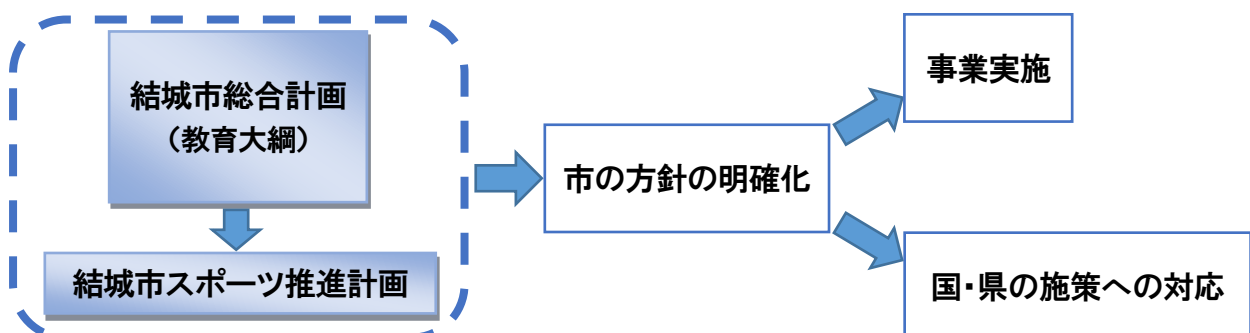 結城市総合計画
（教育大綱）
結城市スポーツ推進計画
市の方針の明確化
事業実施
国・県の施策への対応